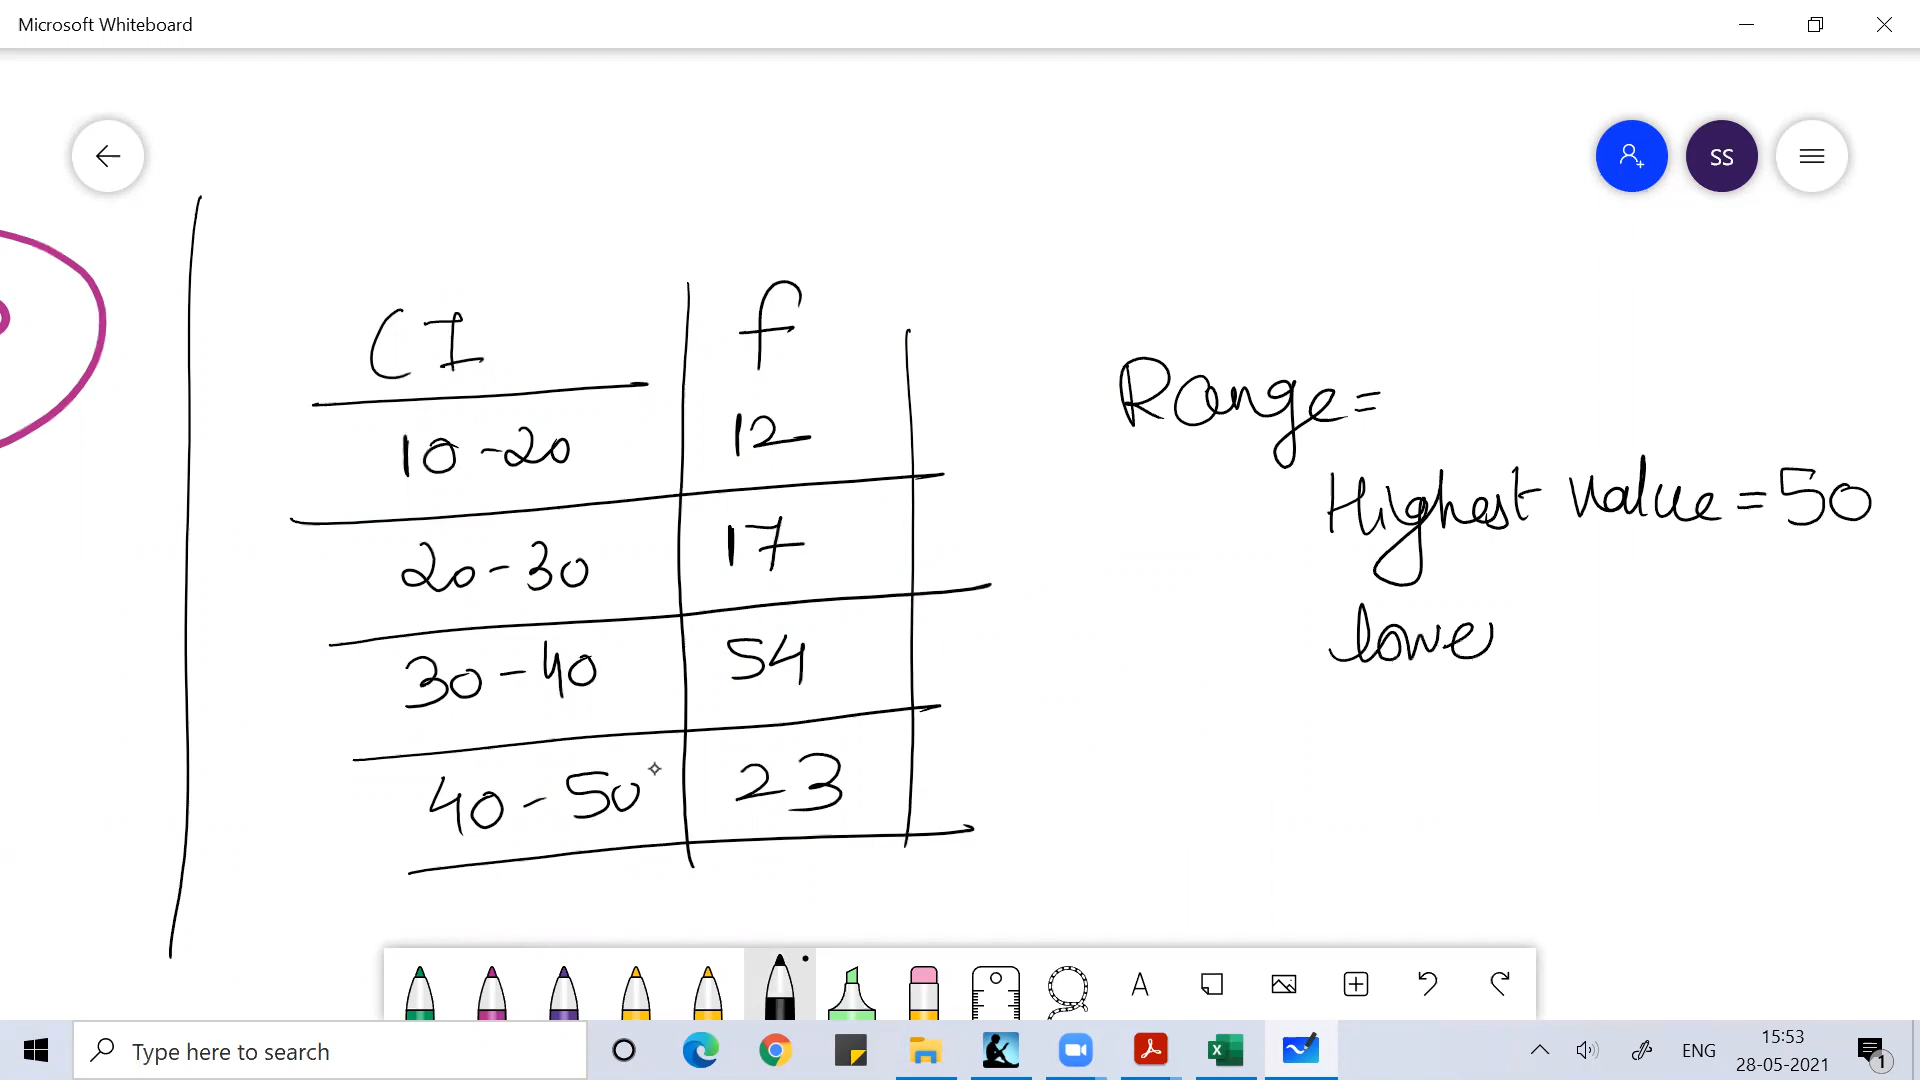 Microsoft Whiteboard
SS
CI f
10-20 12
20-30 17
30-40 54
40-50 23
Range=
Highest value = 50
lowe
A
Type here to search
ENG
15:53
28-05-2021
1